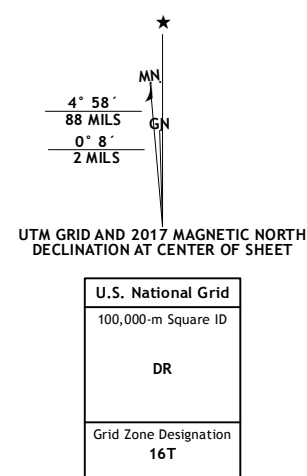 ★
MN
4° 58´
88 MILS
GN
0° 8´
2 MILS
UTM GRID AND 2017 MAGNETIC NORTH
DECLINATION AT CENTER OF SHEET
U.S. National Grid
100,000-m Square ID
DR
Grid Zone Designation
16T